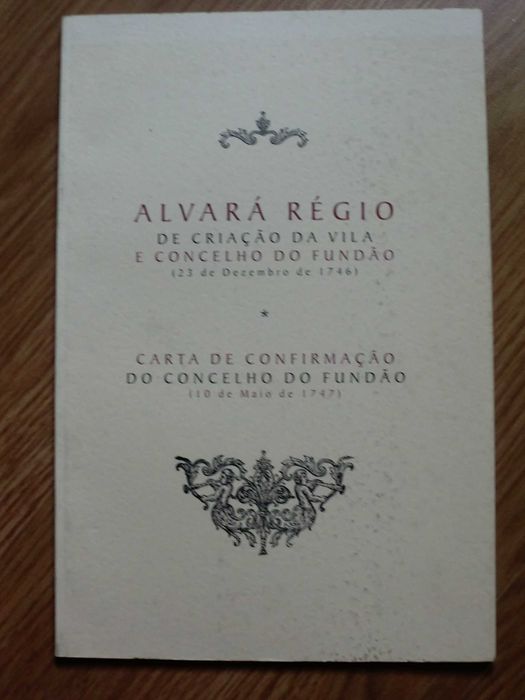 ALVARÁ RÉGIO
DE CRIAÇÃO DA VILA
E CONCELHO DO FUNDÃO
(23 de Dezembro de 1746)
*
CARTA DE CONFIRMAÇÃO
DO CONCELHO DO FUNDÃO
(10 de Maio de 1747)